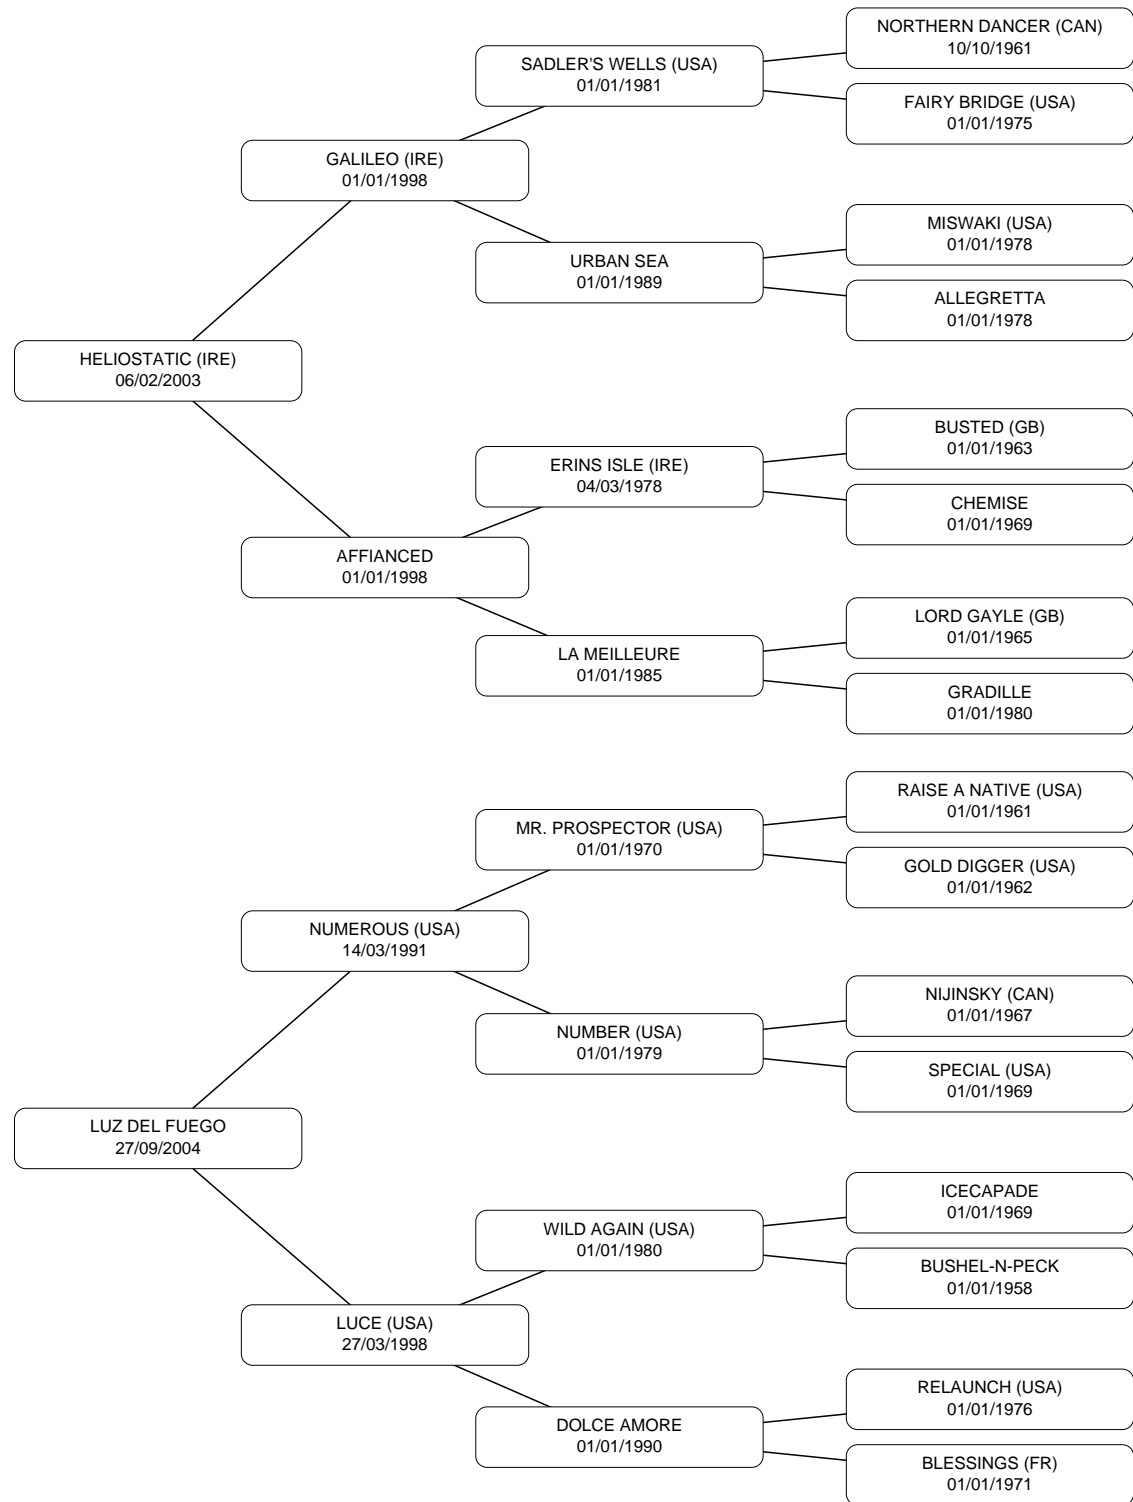 NORTHERN DANCER (CAN)
10/10/1961
SADLER'S WELLS (USA)
01/01/1981
FAIRY BRIDGE (USA)
01/01/1975
GALILEO (IRE)
01/01/1998
MISWAKI (USA)
01/01/1978
URBAN SEA
01/01/1989
ALLEGRETTA
01/01/1978
HELIOSTATIC (IRE)
06/02/2003
BUSTED (GB)
01/01/1963
ERINS ISLE (IRE)
04/03/1978
CHEMISE
01/01/1969
AFFIANCED
01/01/1998
LORD GAYLE (GB)
01/01/1965
LA MEILLEURE
01/01/1985
GRADILLE
01/01/1980
RAISE A NATIVE (USA)
01/01/1961
MR. PROSPECTOR (USA)
01/01/1970
GOLD DIGGER (USA)
01/01/1962
NUMEROUS (USA)
14/03/1991
NIJINSKY (CAN)
01/01/1967
NUMBER (USA)
01/01/1979
SPECIAL (USA)
01/01/1969
LUZ DEL FUEGO
27/09/2004
ICECAPADE
01/01/1969
WILD AGAIN (USA)
01/01/1980
BUSHEL-N-PECK
01/01/1958
LUCE (USA)
27/03/1998
RELAUNCH (USA)
01/01/1976
DOLCE AMORE
01/01/1990
BLESSINGS (FR)
01/01/1971